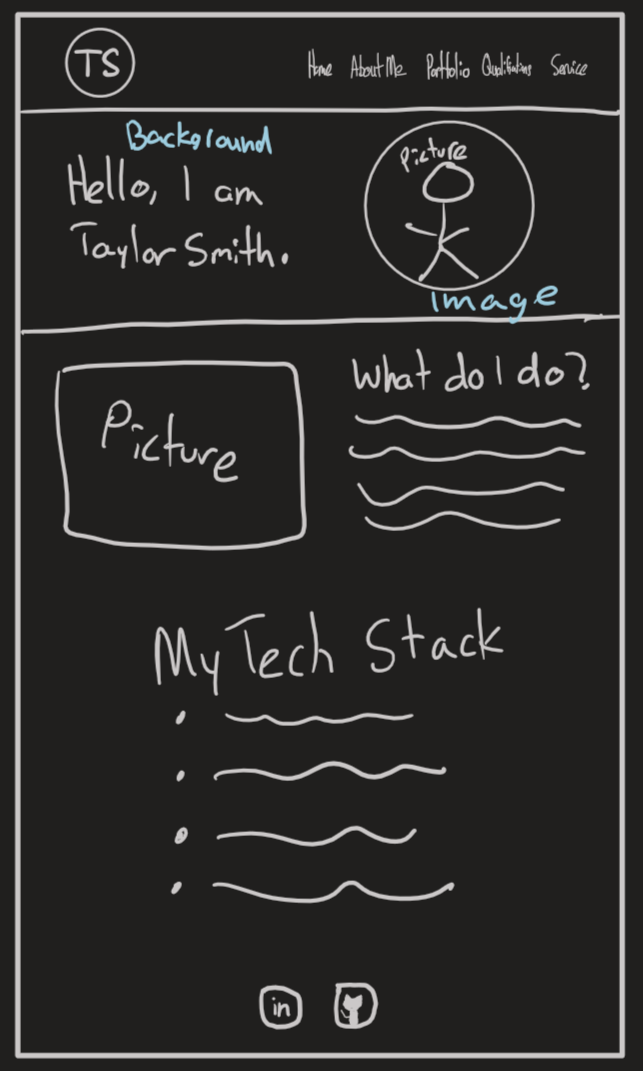 TS
Home About Me Portfolio Qualifications Service
Background
Hello, I am
Taylor Smith.
Picture
Image
Picture
What do I do?
My Tech Stack
in